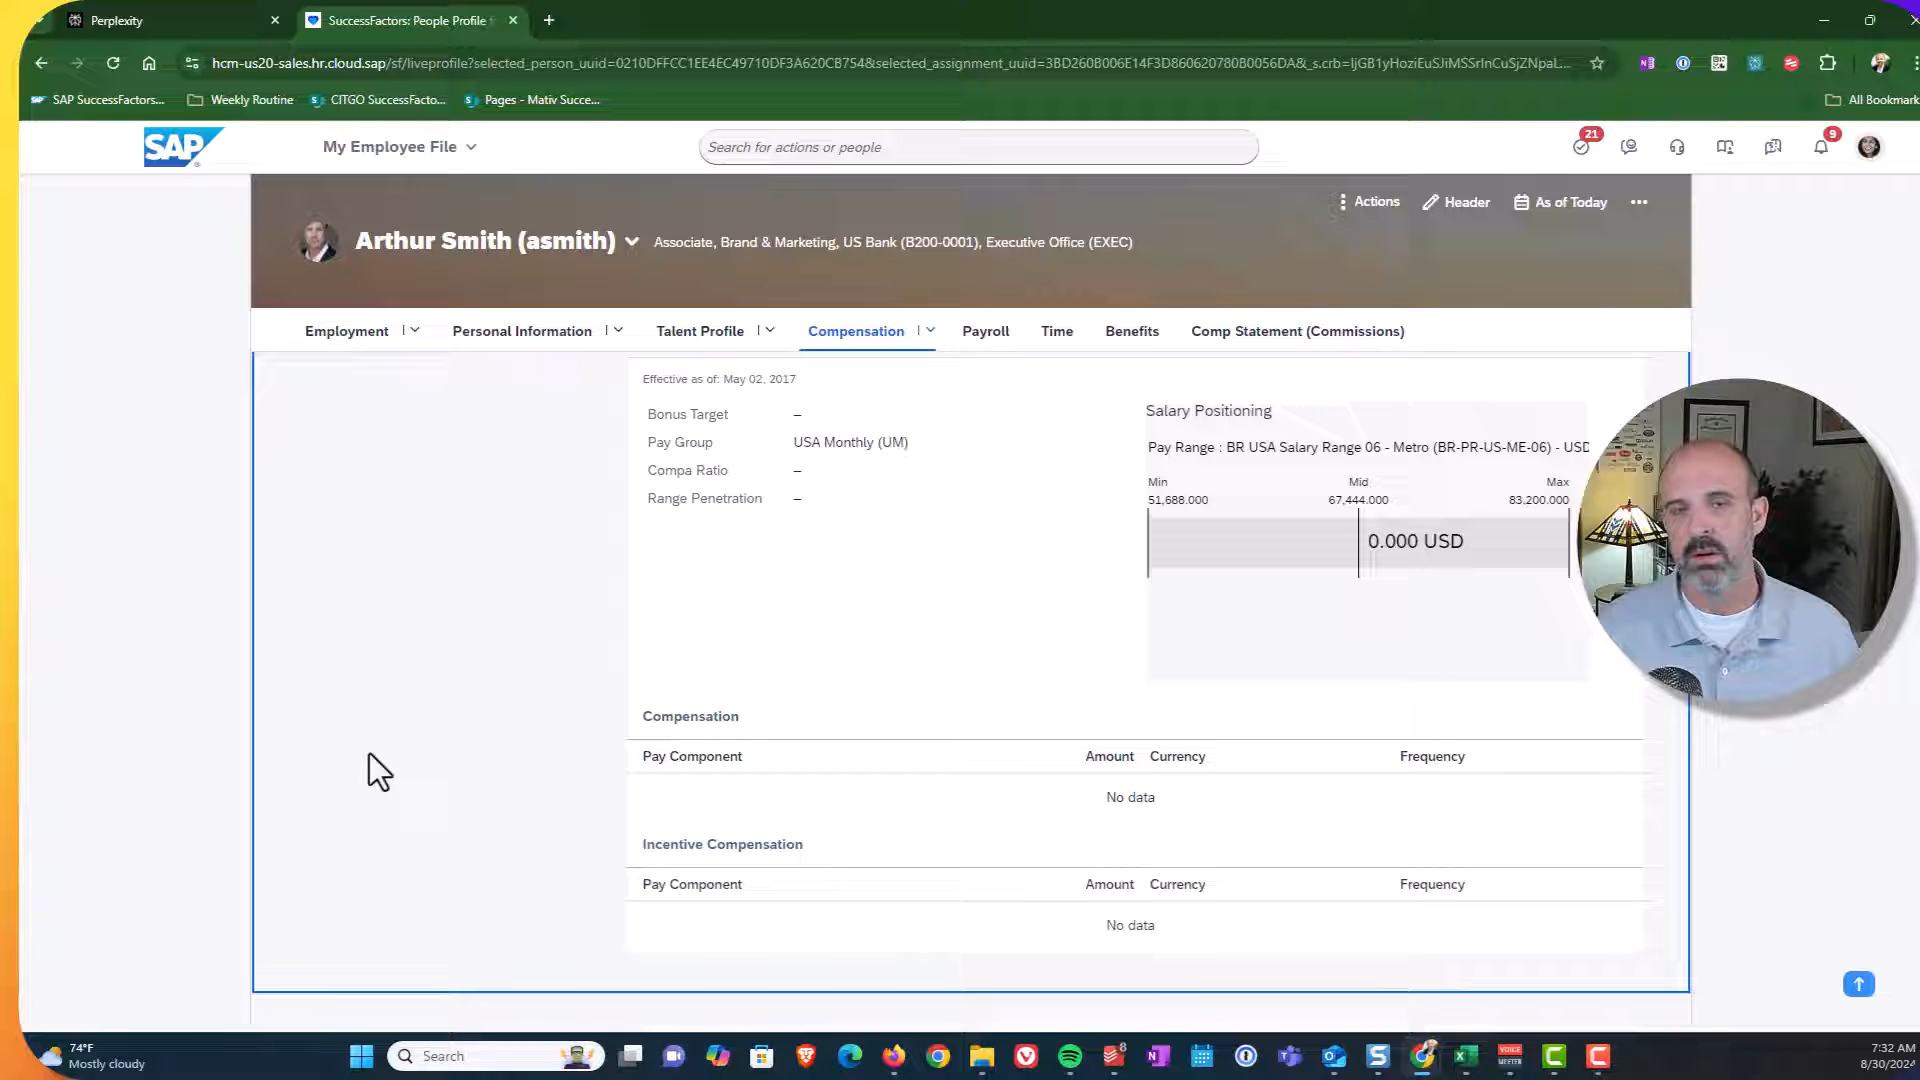 Perplexity
SuccessFactors: People Profile
hcm-us20-sales.hr.cloud.sap/sf/liveprofile?selected_person_uuid=0210DFFCC1EE4EC49710DF3A620CB754&selected_assignment_uuid=3BD260B006E14F3D860620780B0056DA&_s.crb=IjGB1yHoziEuSJiMSSrInCuSjZNpaL...
SAP SuccessFactors...
Weekly Routine
CITGO SuccessFacto...
Pages - Mativ Succe...
All Bookmark
SAP
My Employee File
Search for actions or people
21
9
Actions
Header
As of Today
Arthur Smith (asmith)
Associate, Brand & Marketing, US Bank (B200-0001), Executive Office (EXEC)
Employment
Personal Information
Talent Profile
Compensation
Payroll
Time
Benefits
Comp Statement (Commissions)
Effective as of: May 02, 2017
Bonus Target –
Pay Group USA Monthly (UM)
Compa Ratio –
Range Penetration –
Salary Positioning
Pay Range : BR USA Salary Range 06 - Metro (BR-PR-US-ME-06) - USD
Min Mid Max
51,688.000 67,444.000 83,200.000
0.000 USD
Compensation
Pay Component Amount Currency Frequency
No data
Incentive Compensation
Pay Component Amount Currency Frequency
No data
74°F
Mostly cloudy
Search
8
VOICE
MEETER
7:32 AM
8/30/2024